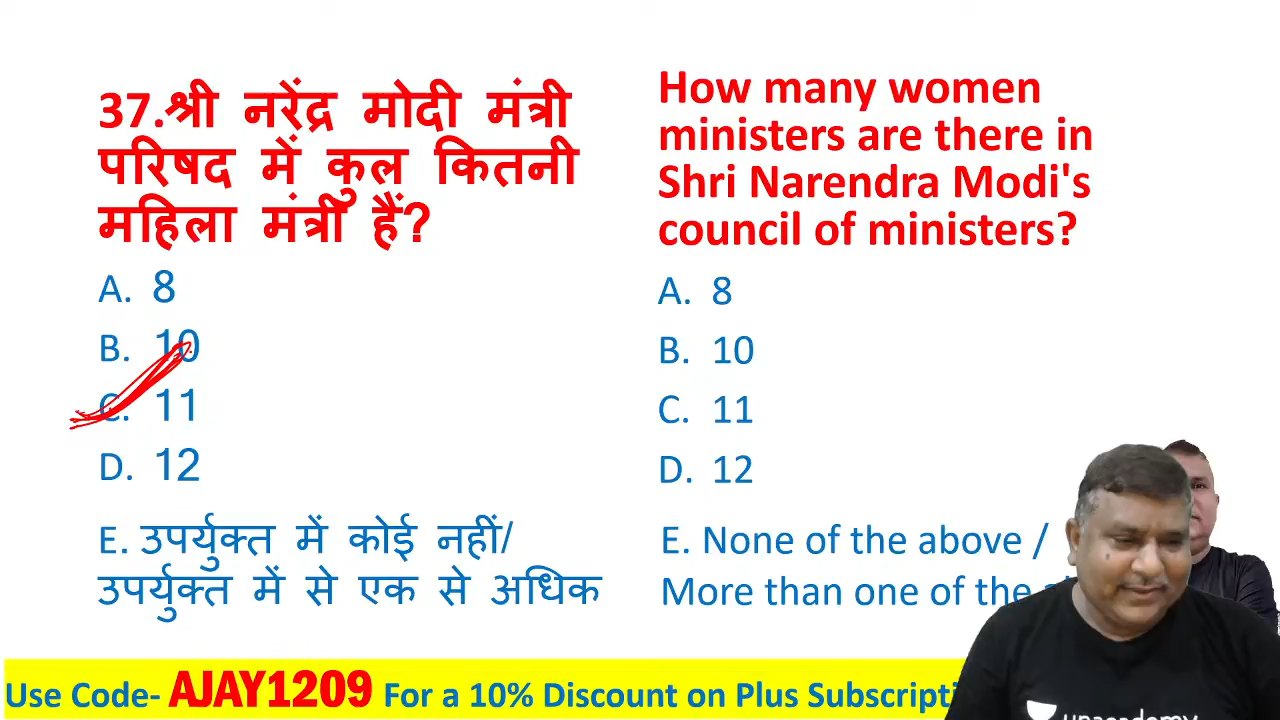 37.श्री नरेंद्र मोदी मंत्री
परिषद में कुल कितनी
महिला मंत्री हैं?
A. 8
B. 10
C. 11
D. 12
E. उपर्युक्त में कोई नहीं/
उपर्युक्त में से एक से अधिक
How many women
ministers are there in
Shri Narendra Modi's
council of ministers?
A. 8
B. 10
C. 11
D. 12
E. None of the above /
More than one of the
Use Code- AJAY1209 For a 10% Discount on Plus
unacademy